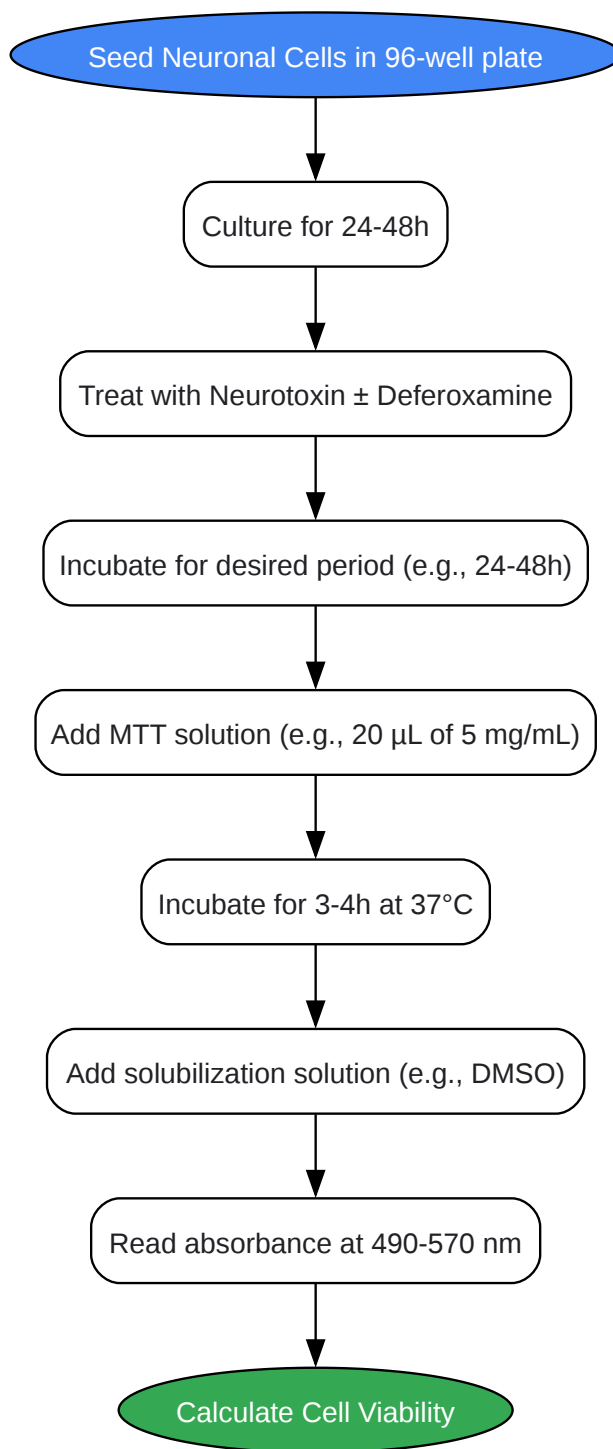 Seed Neuronal Cells in 96-well plate
Culture for 24-48h
Treat with Neurotoxin ± Deferoxamine
Incubate for desired period (e.g., 24-48h)
Add MTT solution (e.g., 20 µL of 5 mg/mL)
Incubate for 3-4h at 37°C
Add solubilization solution (e.g., DMSO)
Read absorbance at 490-570 nm
Calculate Cell Viability